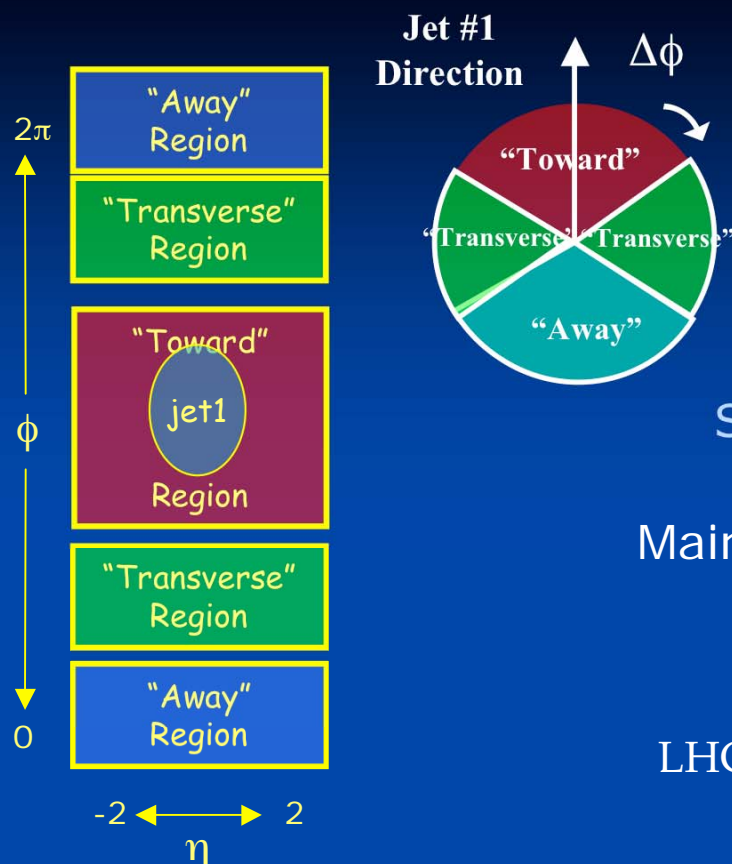 "Away"
Region
2π
"Transverse"
Region
"Toward"
jet1
Region
φ
"Transverse"
Region
"Away"
Region
0
-2 2
η
Jet #1
Direction
Δφ
"Toward"
"Transverse" "Transverse"
"Away"
S
Main
LHC